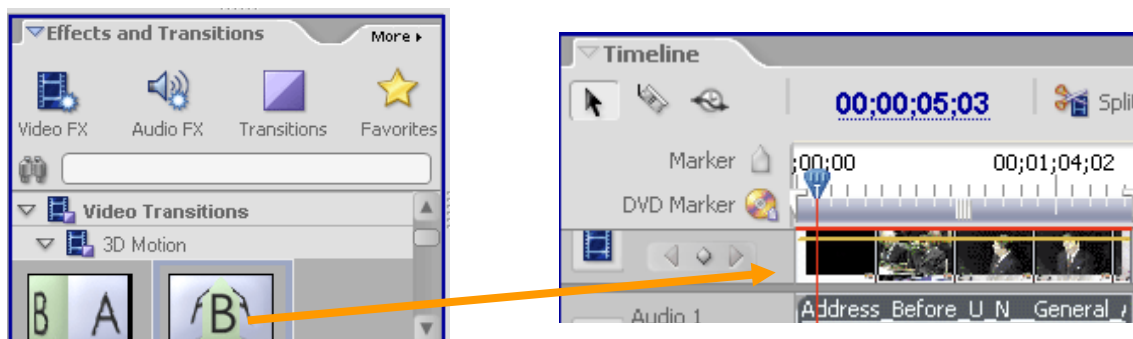 Effects and Transitions
More
Video FX
Audio FX
Transitions
Favorites
Video Transitions
3D Motion
B A
B
Timeline
00;00;05;03
Split
Marker
;00;00
00;01;04;02
DVD Marker
Audio 1
Address_Before_U_N__General_